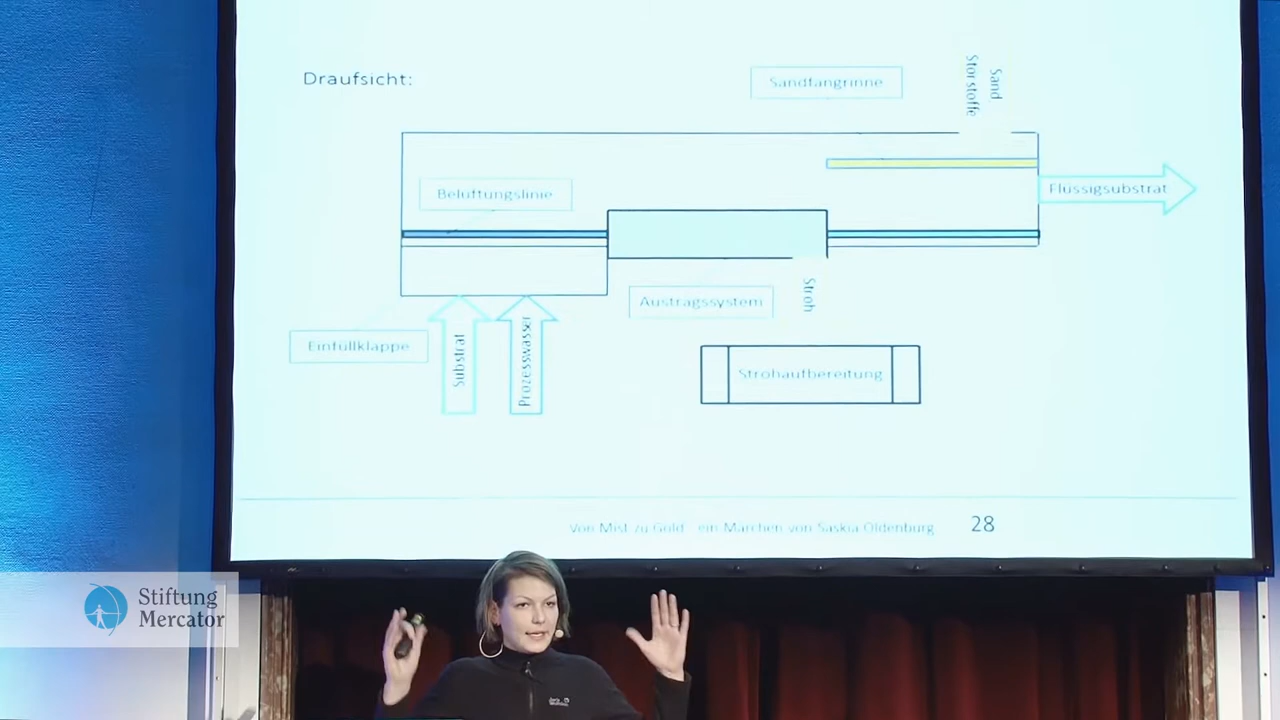 Draufsicht:
Sandfangrinne
Störstoffe
Sand
Belüftungslinie
Flüssigsubstrat
Stroh
Austragssystem
Einfüllklappe
Substrat
Prozesswasser
Strohaufbereitung
Von Mist zu Gold - ein Märchen von Saskia Oldenburg
28
Stiftung
Mercator